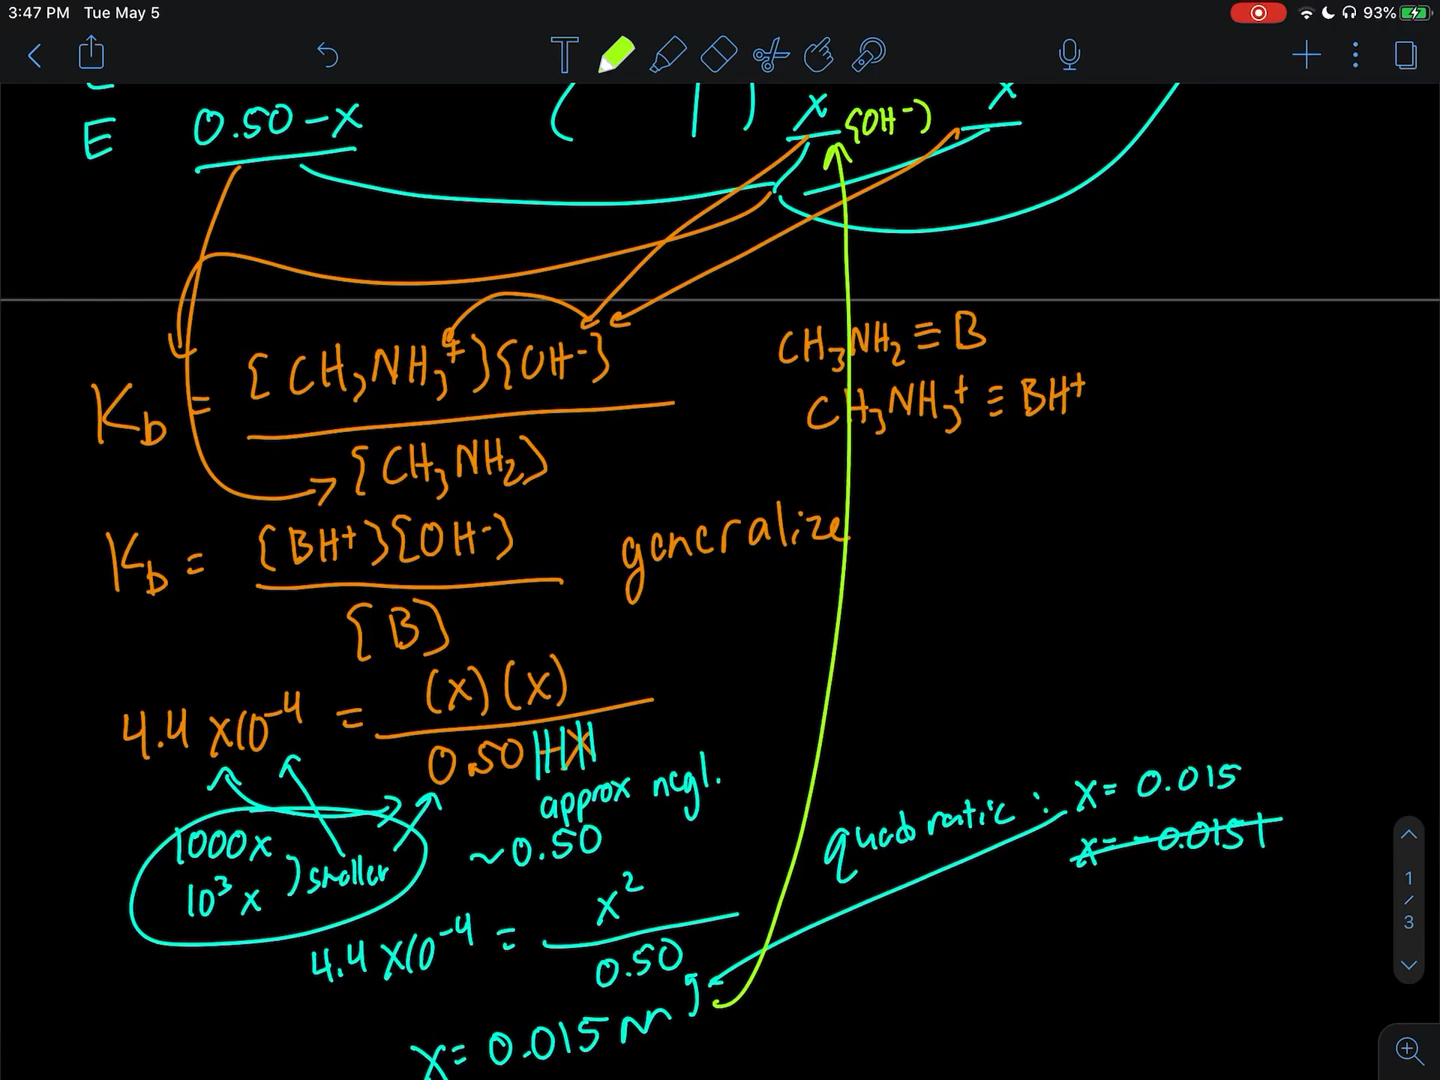 3:47 PM Tue May 5
93%
T
E 0.50-X ( | ) X {OH-) X
Kb = {CH3NH3+){OH-}
{CH3NH2)
CH3NH2 ≡ B
CH3NH3+ ≡ BH+
Kb = {BH+}{OH-)
{B]
generalize
4.4 x10-4 = (x)(x)
0.50
approx negl.
~0.50
1000x
10³ x ) smaller
quadratic : x= 0.015
x= -0.0151
4.4 x10-4 = x²
0.50
x= 0.015 m
1
/
3